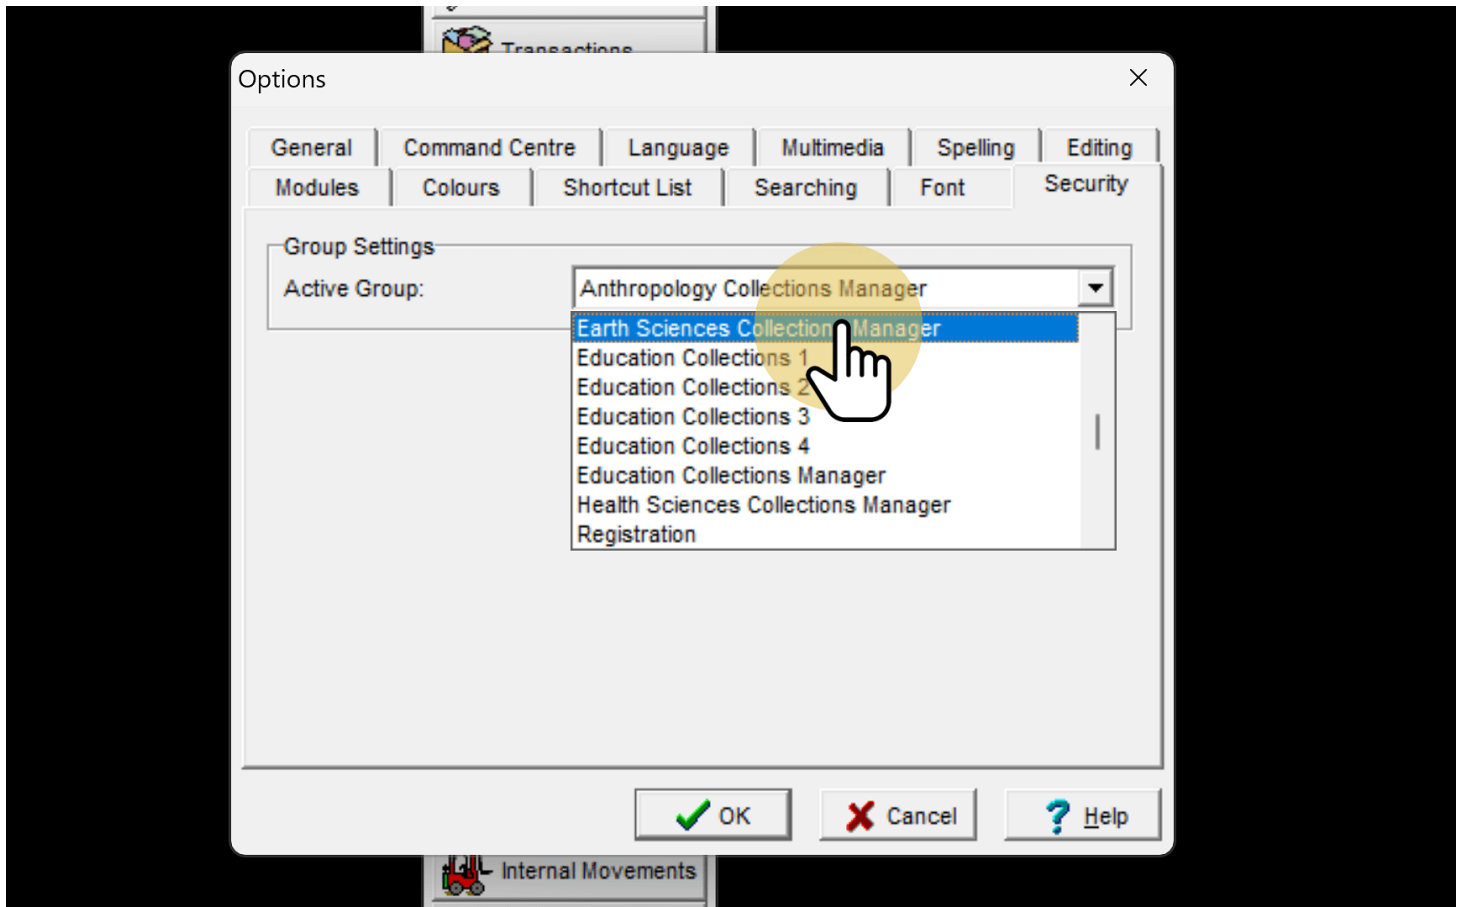 Transactions
Options
General Command Centre Language Multimedia Spelling Editing
Modules Colours Shortcut List Searching Font Security
Group Settings
Active Group: Anthropology Collections Manager
Earth Sciences Collections Manager
Education Collections 1
Education Collections 2
Education Collections 3
Education Collections 4
Education Collections Manager
Health Sciences Collections Manager
Registration
OK Cancel Help
Internal Movements